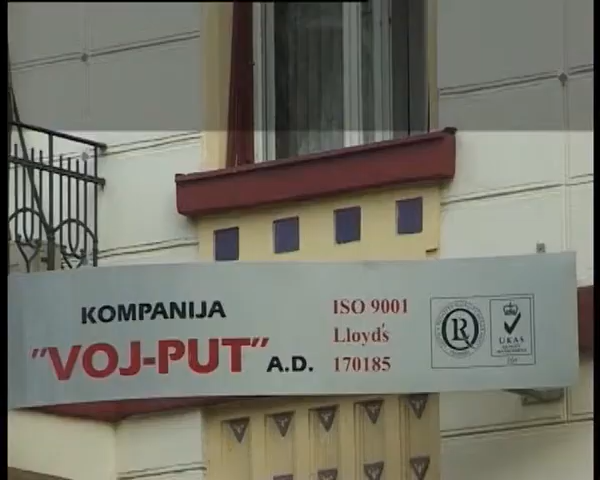 KOMPANIJA
"VOJ-PUT" A.D.
ISO 9001
Lloyd's
170185
R
UKAS